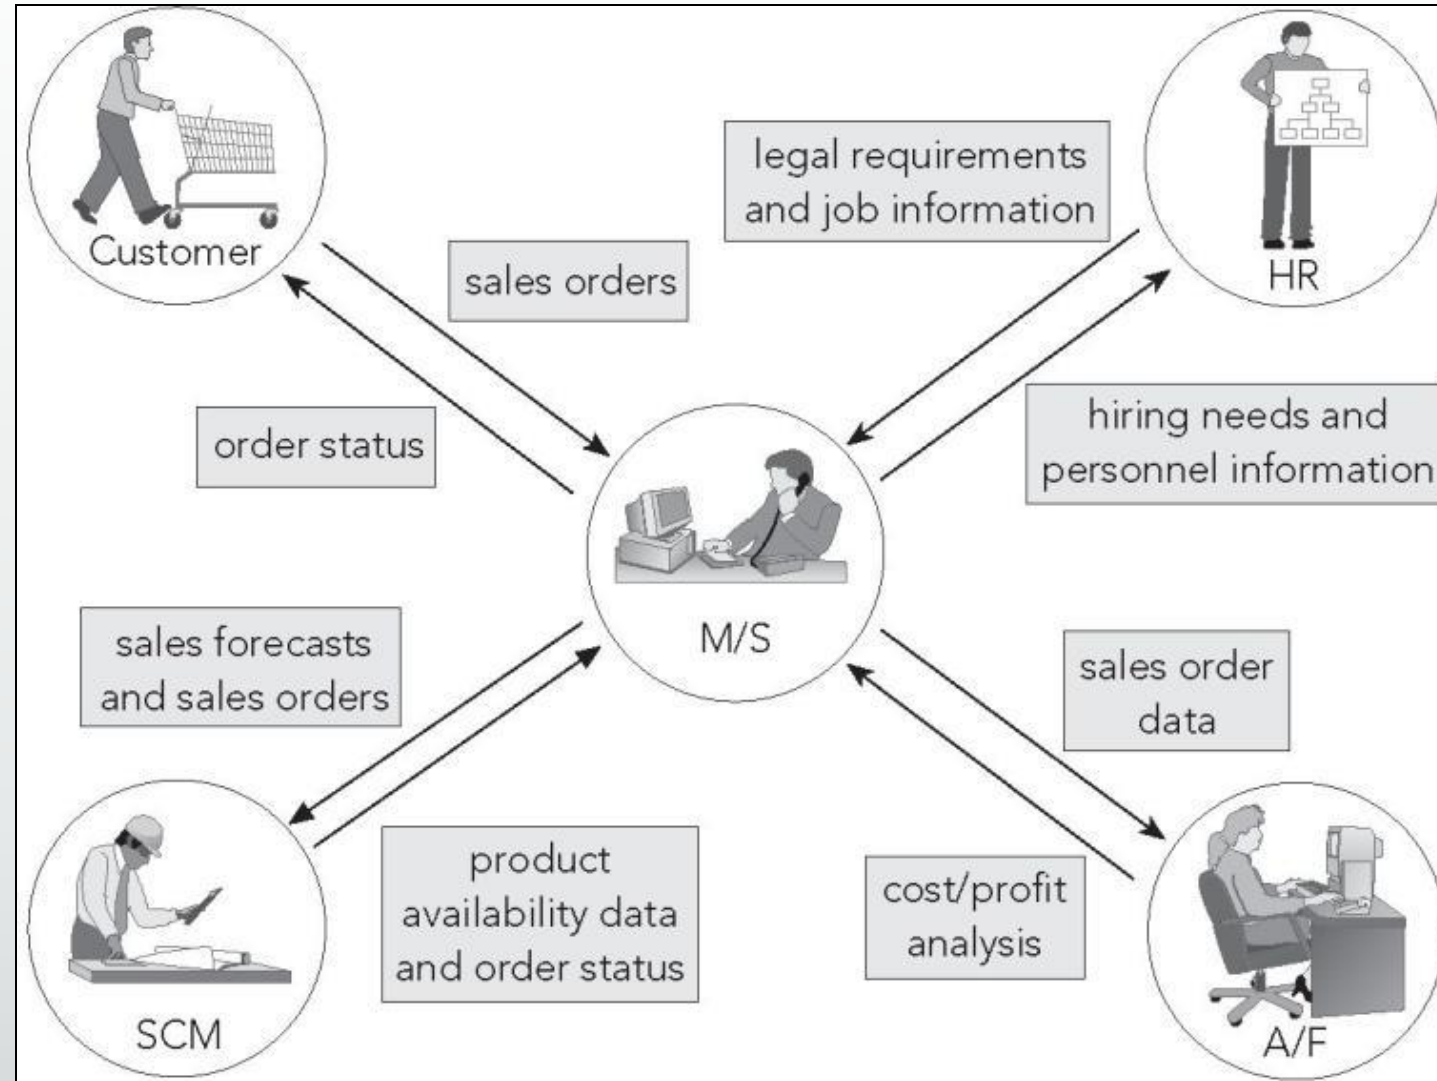 Customer
sales orders
order status
legal requirements
and job information
HR
hiring needs and
personnel information
M/S
sales forecasts
and sales orders
SCM
product
availability data
and order status
sales order
data
cost/profit
analysis
A/F